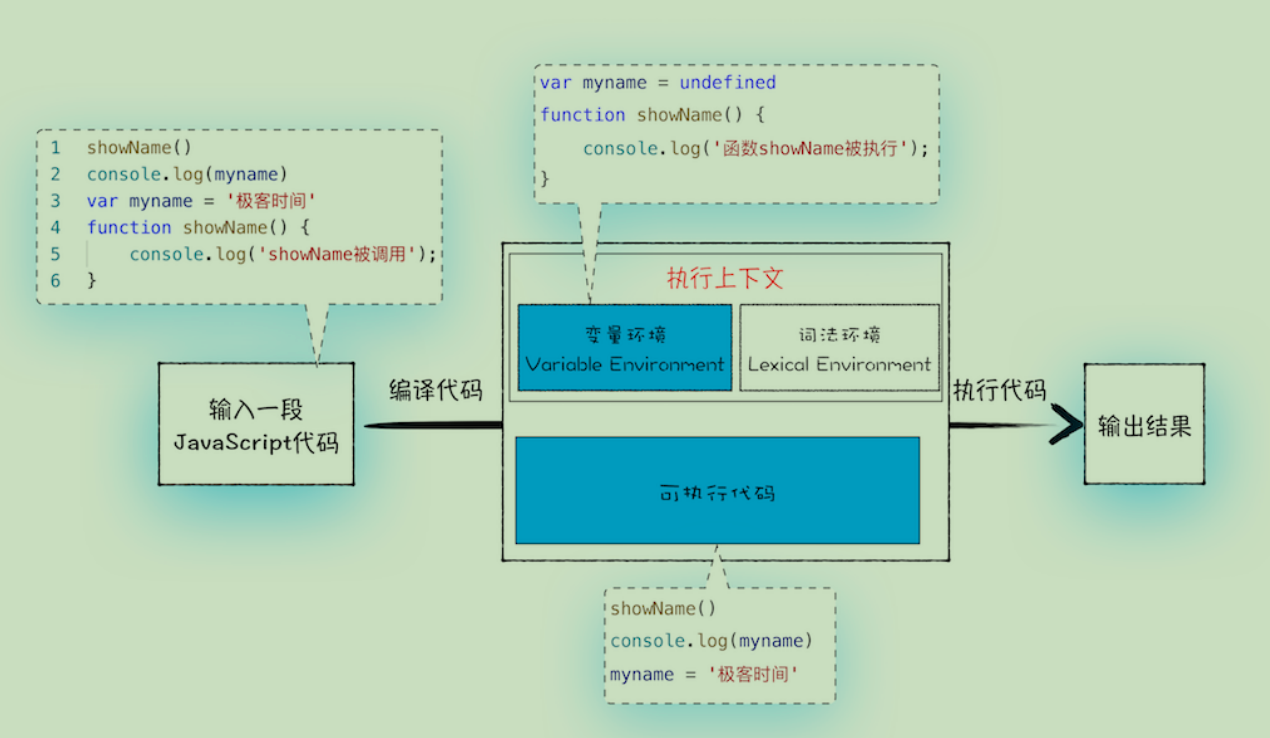 var myname = undefined
function showName() {
    console.log('函数showName被执行');
}
1 showName()
2 console.log(myname)
3 var myname = '极客时间'
4 function showName() {
5     console.log('showName被调用');
6 }
执行上下文
变量环境
Variable Environment
词法环境
Lexical Environment
输入一段
JavaScript代码
编译代码
执行代码
输出结果
可执行代码
showName()
console.log(myname)
myname = '极客时间'